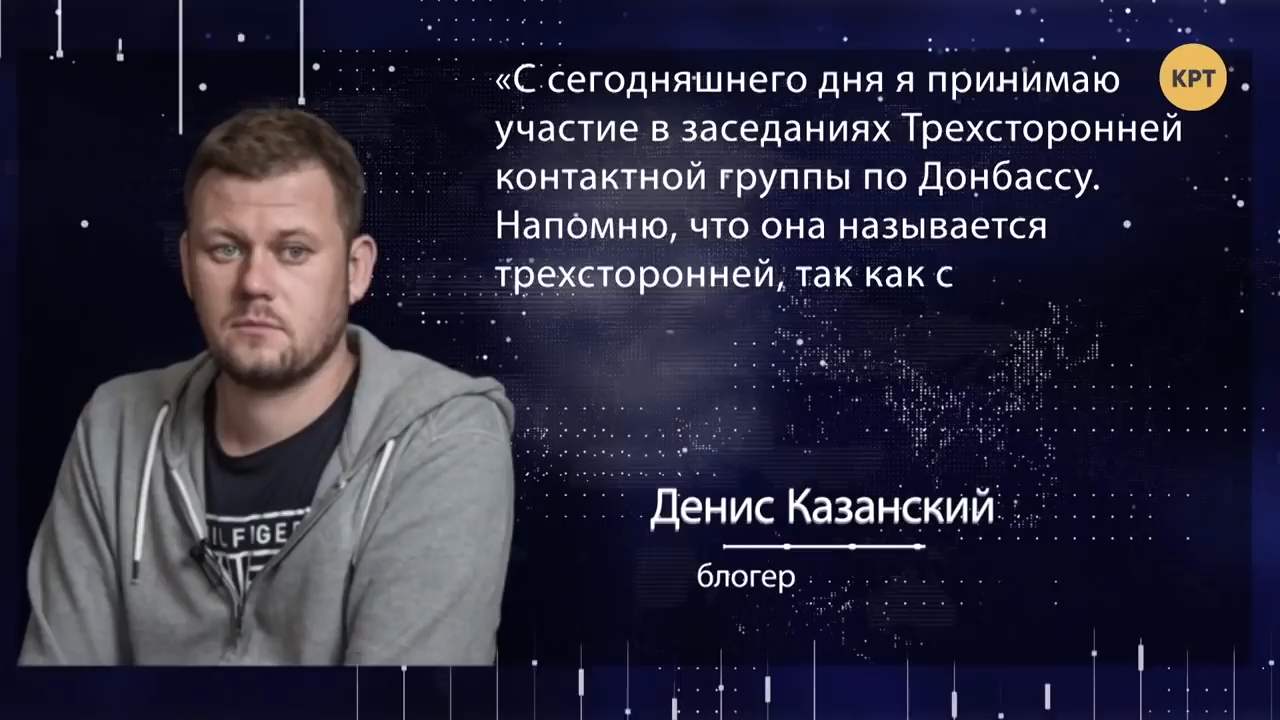 КРТ
«С сегодняшнего дня я принимаю
участие в заседаниях Трехсторонней
контактной группы по Донбассу.
Напомню, что она называется
трехсторонней, так как с
Денис Казанский
блогер
ILFIGER